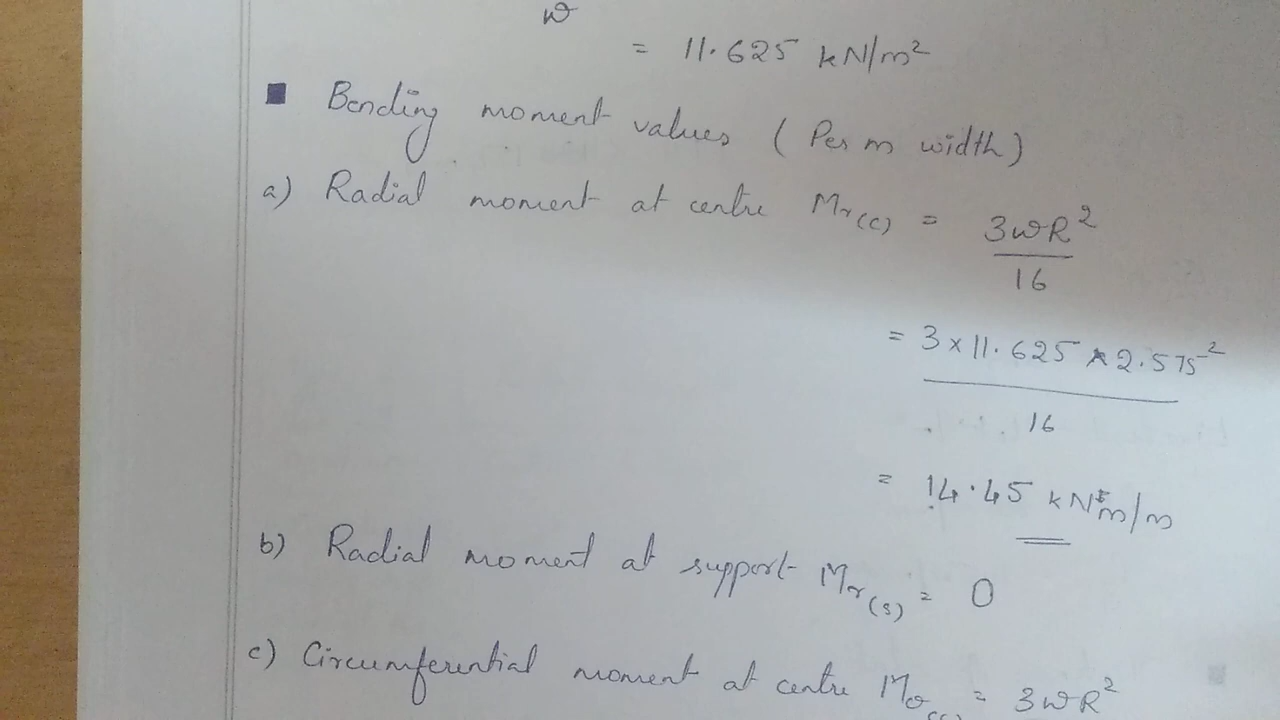 w
= 11.625 kN/m²
■ Bending moment values (Per m width)
a) Radial moment at centre Mr(c) = 3wR²
16
= 3 x 11.625 x 2.575²
16
= 14.45 kNm/m
b) Radial moment at support Mr(s) = 0
c) Circumferential moment at centre Mθ(c) = 3wR²